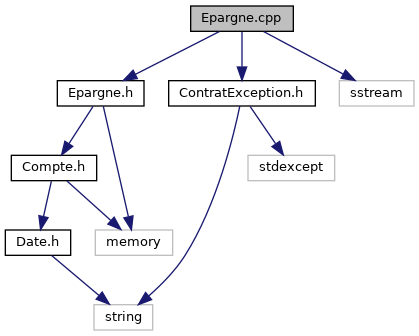 Epargne.cpp
Epargne.h
ContratException.h
sstream
Compte.h
stdexcept
Date.h
memory
string